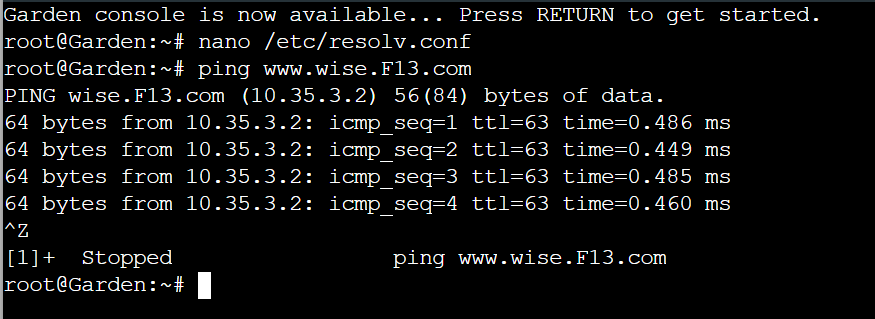 Garden console is now available... Press RETURN to get started.
root@Garden:~# nano /etc/resolv.conf
root@Garden:~# ping www.wise.F13.com
PING wise.F13.com (10.35.3.2) 56(84) bytes of data.
64 bytes from 10.35.3.2: icmp_seq=1 ttl=63 time=0.486 ms
64 bytes from 10.35.3.2: icmp_seq=2 ttl=63 time=0.449 ms
64 bytes from 10.35.3.2: icmp_seq=3 ttl=63 time=0.485 ms
64 bytes from 10.35.3.2: icmp_seq=4 ttl=63 time=0.460 ms
^Z
[1]+  Stopped                 ping www.wise.F13.com
root@Garden:~#